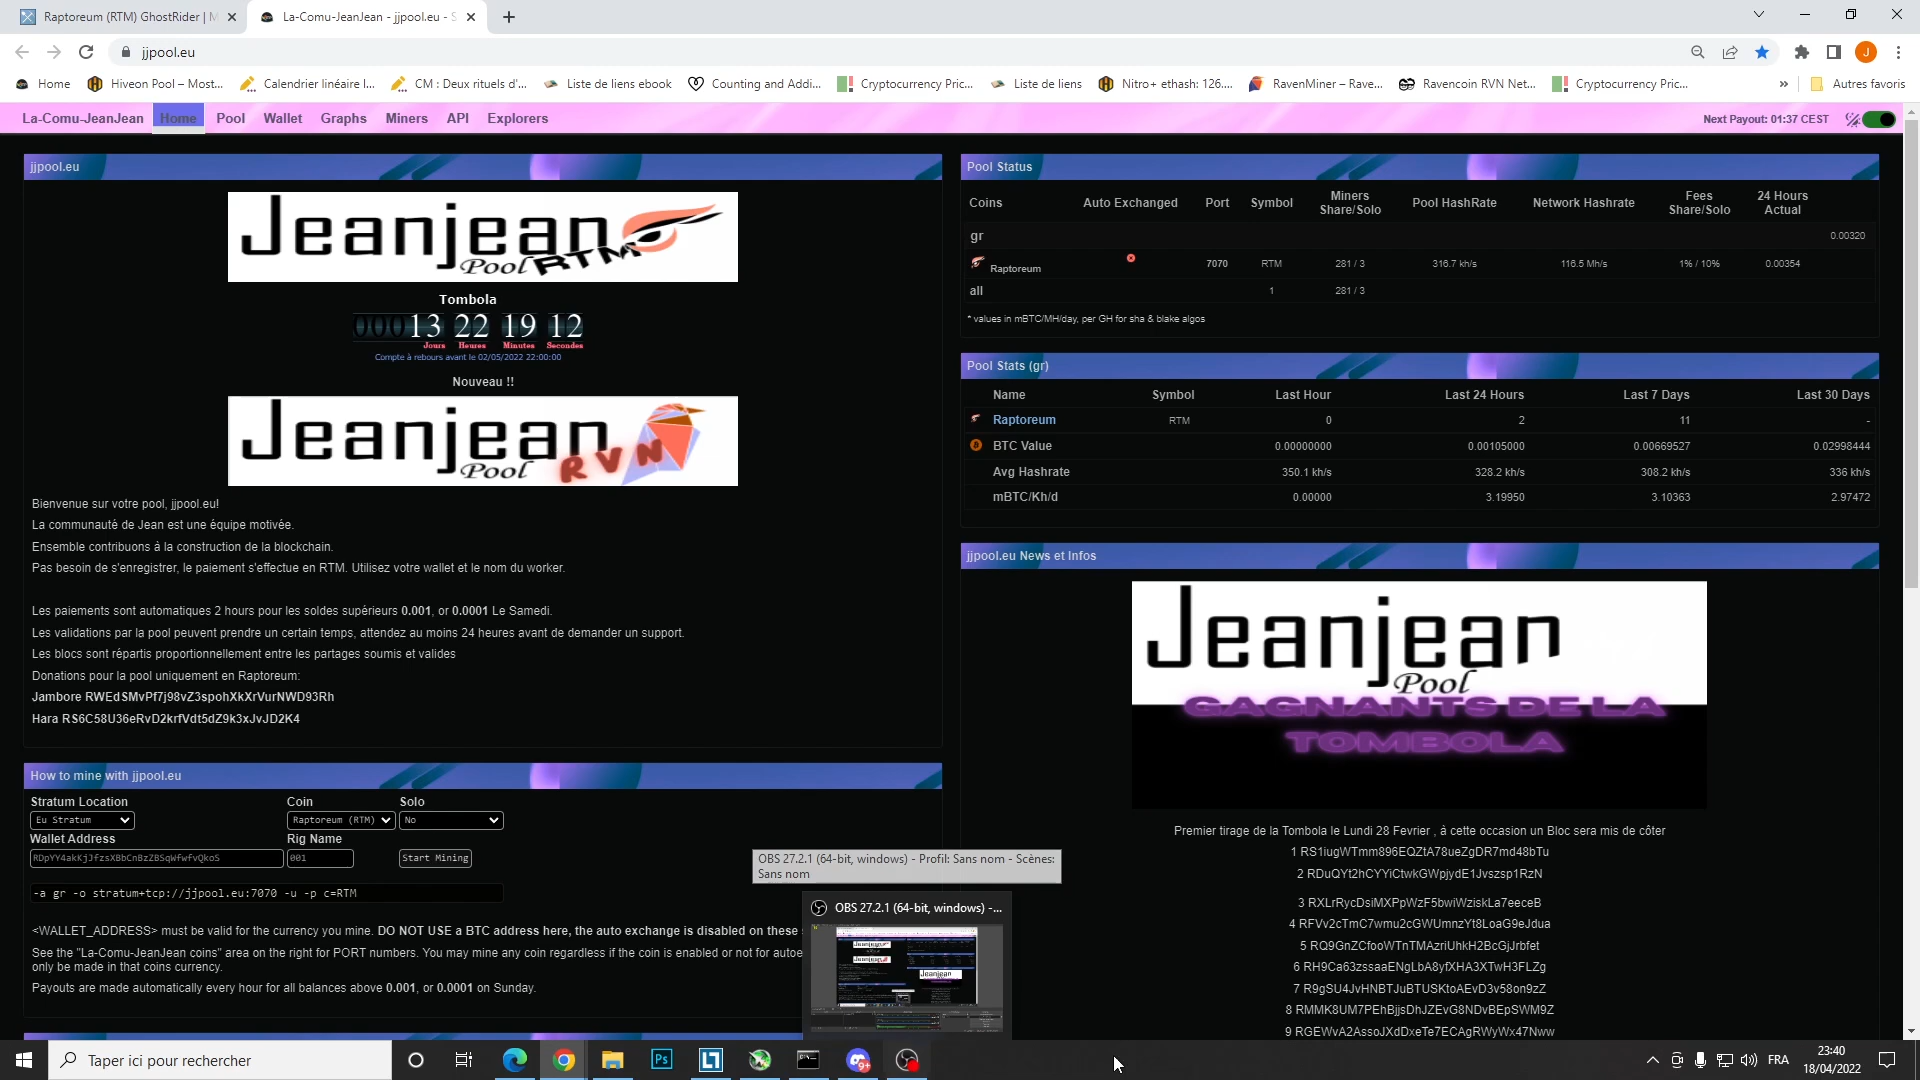 Raptoreum (RTM) GhostRider | M
La-Comu-JeanJean - jjpool.eu - S
jjpool.eu
J
Home
Hiveon Pool – Most...
Calendrier linéaire l...
CM : Deux rituels d'...
Liste de liens ebook
Counting and Addi...
Cryptocurrency Pric...
Liste de liens
Nitro+ ethash: 126....
RavenMiner – Rave...
Ravencoin RVN Net...
Cryptocurrency Pric...
»
Autres favoris
La-Comu-JeanJean Home Pool Wallet Graphs Miners API Explorers
Next Payout: 01:37 CEST
jjpool.eu
Jeanjean
Pool RTM
Tombola
00013 22 19 12
Jours Heures Minutes Secondes
Compte à rebours avant le 02/05/2022 22:00:00
Nouveau !!
Jeanjean
Pool RVN
Bienvenue sur votre pool, jjpool.eu!
La communauté de Jean est une équipe motivée.
Ensemble contribuons à la construction de la blockchain.
Pas besoin de s'enregistrer, le paiement s'effectue en RTM. Utilisez votre wallet et le nom du worker.
Les paiements sont automatiques 2 hours pour les soldes supérieurs 0.001, or 0.0001 Le Samedi.
Les validations par la pool peuvent prendre un certain temps, attendez au moins 24 heures avant de demander un support.
Les blocs sont répartis proportionnellement entre les partages soumis et valides
Donations pour la pool uniquement en Raptoreum:
Jambore RWEdSMvPf7j98vZ3spohXkXrVurNWD93Rh
Hara RS6C58U36eRvD2krfVdt5dZ9k3xJvJD2K4
How to mine with jjpool.eu
Stratum Location Coin Solo
Eu Stratum Raptoreum (RTM) No
Wallet Address Rig Name
RDpYY4akKjJfzsXBbCnBzZBSqWfwfvQkoS 001 Start Mining
-a gr -o stratum+tcp://jjpool.eu:7070 -u -p c=RTM
<WALLET_ADDRESS> must be valid for the currency you mine. DO NOT USE a BTC address here, the auto exchange is disabled on these s
See the "La-Comu-JeanJean coins" area on the right for PORT numbers. You may mine any coin regardless if the coin is enabled or not for autoe
only be made in that coins currency.
Payouts are made automatically every hour for all balances above 0.001, or 0.0001 on Sunday.
Pool Status
Coins Auto Exchanged Port Symbol Miners Share/Solo Pool HashRate Network Hashrate Fees Share/Solo 24 Hours Actual
gr 0.00320
Raptoreum 7070 RTM 281 / 3 316.7 kh/s 116.5 Mh/s 1% / 10% 0.00354
all 1 281 / 3
* values in mBTC/MH/day, per GH for sha & blake algos
Pool Stats (gr)
Name Symbol Last Hour Last 24 Hours Last 7 Days Last 30 Days
Raptoreum RTM 0 2 11 -
BTC Value 0.00000000 0.00105000 0.00669527 0.02998444
Avg Hashrate 350.1 kh/s 328.2 kh/s 308.2 kh/s 336 kh/s
mBTC/Kh/d 0.00000 3.19950 3.10363 2.97472
jjpool.eu News et Infos
Jeanjean
Pool
GAGNANTS DE LA
TOMBOLA
Premier tirage de la Tombola le Lundi 28 Fevrier , à cette occasion un Bloc sera mis de côter
1 RS1iugWTmm896EQZtA78ueZgDR7md48bTu
2 RDuQYt2hCYYiCtwkGWpjydE1Jvszsp1RzN
3 RXLrRycDsiMXPpWzF5bwiWziskLa7eeceB
4 RFVv2cTmC7wmu2cGWUmnzYt8LoaG9eJdua
5 RQ9GnZCfooWTnTMAzriUhkH2BcGjJrbfet
6 RH9Ca63zssaaENgLbA8yfXHA3XTwH3FLZg
7 R9gSU4JvHNBTJuBTUSKtoAEvD3v58on9zZ
8 RMMK8UM7PEhBjjsDhJZEvG8NDvBEpSWM9Z
9 RGEWvA2AssoJXdDxeTe7ECAgRWyWx47Nww
OBS 27.2.1 (64-bit, windows) - Profil: Sans nom - Scènes:
Sans nom
OBS 27.2.1 (64-bit, windows) -...
Taper ici pour rechercher
Ps
9+
FRA
23:40
18/04/2022